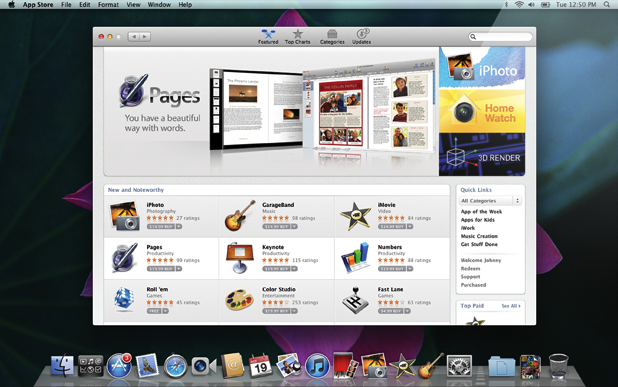 App Store File Edit Format View Window Help
Tue 12:50 PM
Featured Top Charts Categories Updates
Pages
You have a beautiful
way with words.
iPhoto
Home
Watch
3D RENDER
New and Noteworthy
iPhoto
Photography
27 ratings
$14.99 BUY
GarageBand
Music
58 ratings
$14.99 BUY
iMovie
Video
44 ratings
$14.99 BUY
Pages
Productivity
99 ratings
$19.99 BUY
Keynote
Productivity
115 ratings
$19.99 BUY
Numbers
Productivity
88 ratings
$19.99 BUY
Roll 'em
Games
45 ratings
FREE
Color Studio
Entertainment
253 ratings
$29.99 BUY
Fast Lane
Games
63 ratings
$4.99 BUY
Quick Links
All Categories
App of the Week
Apps for Kids
iWork
Music Creation
Get Stuff Done
Welcome Johnny
Redeem
Support
Purchased
Top Paid See All >
3
19